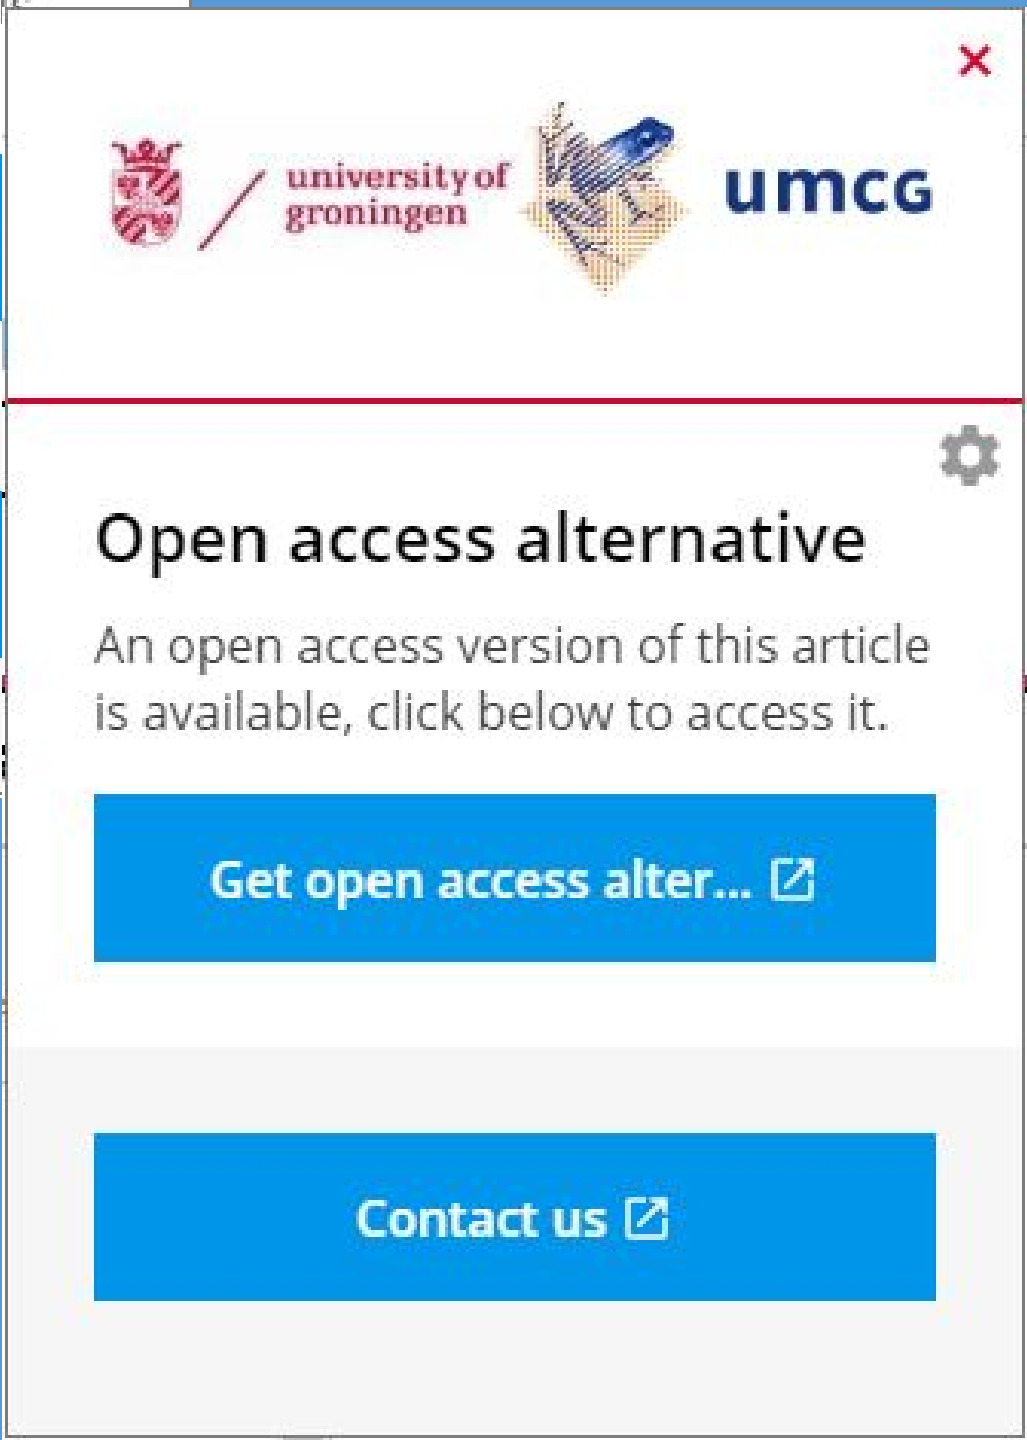 university of
groningen
umcg
Open access alternative
An open access version of this article
is available, click below to access it.
Get open access alter...
Contact us